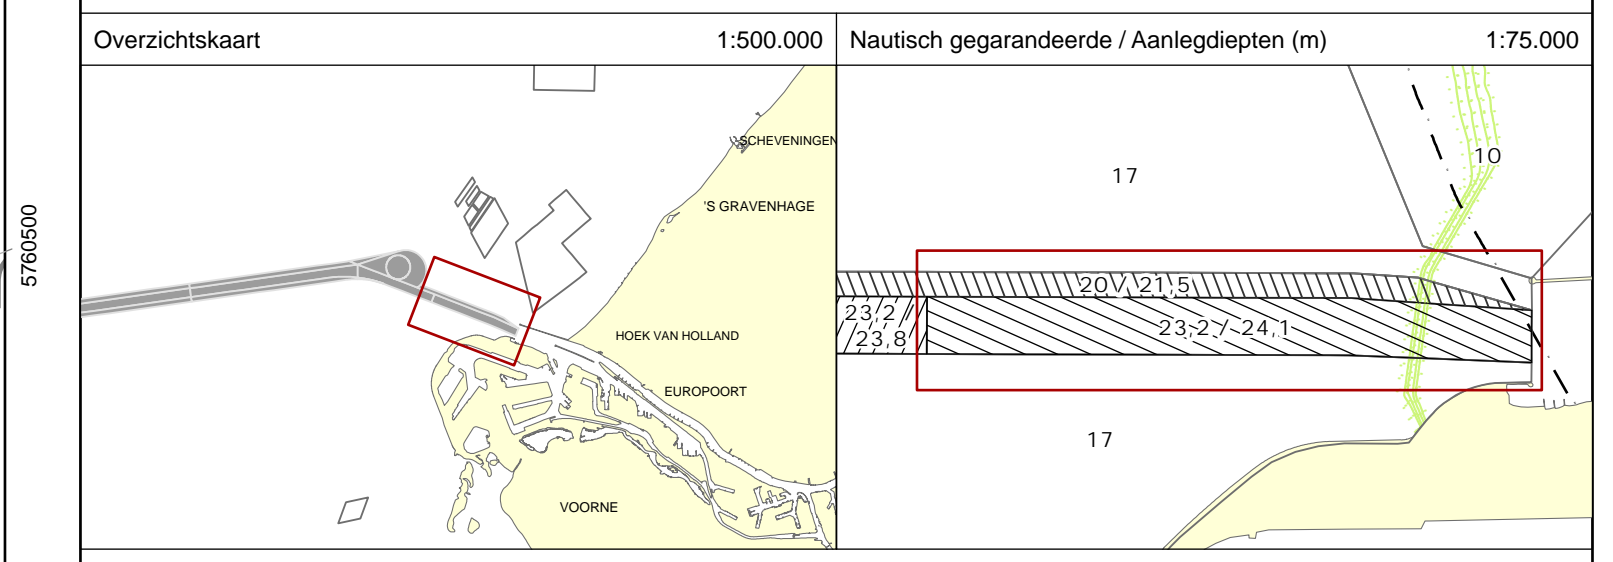 5760500
Overzichtskaart 1:500.000
Nautisch gegarandeerde / Aanlegdiepten (m) 1:75.000
SCHEVENINGEN
'S GRAVENHAGE
HOEK VAN HOLLAND
EUROPOORT
VOORNE
10
17
20 / 21,5
23,2 /
23,8
23,2 / 24,1
17